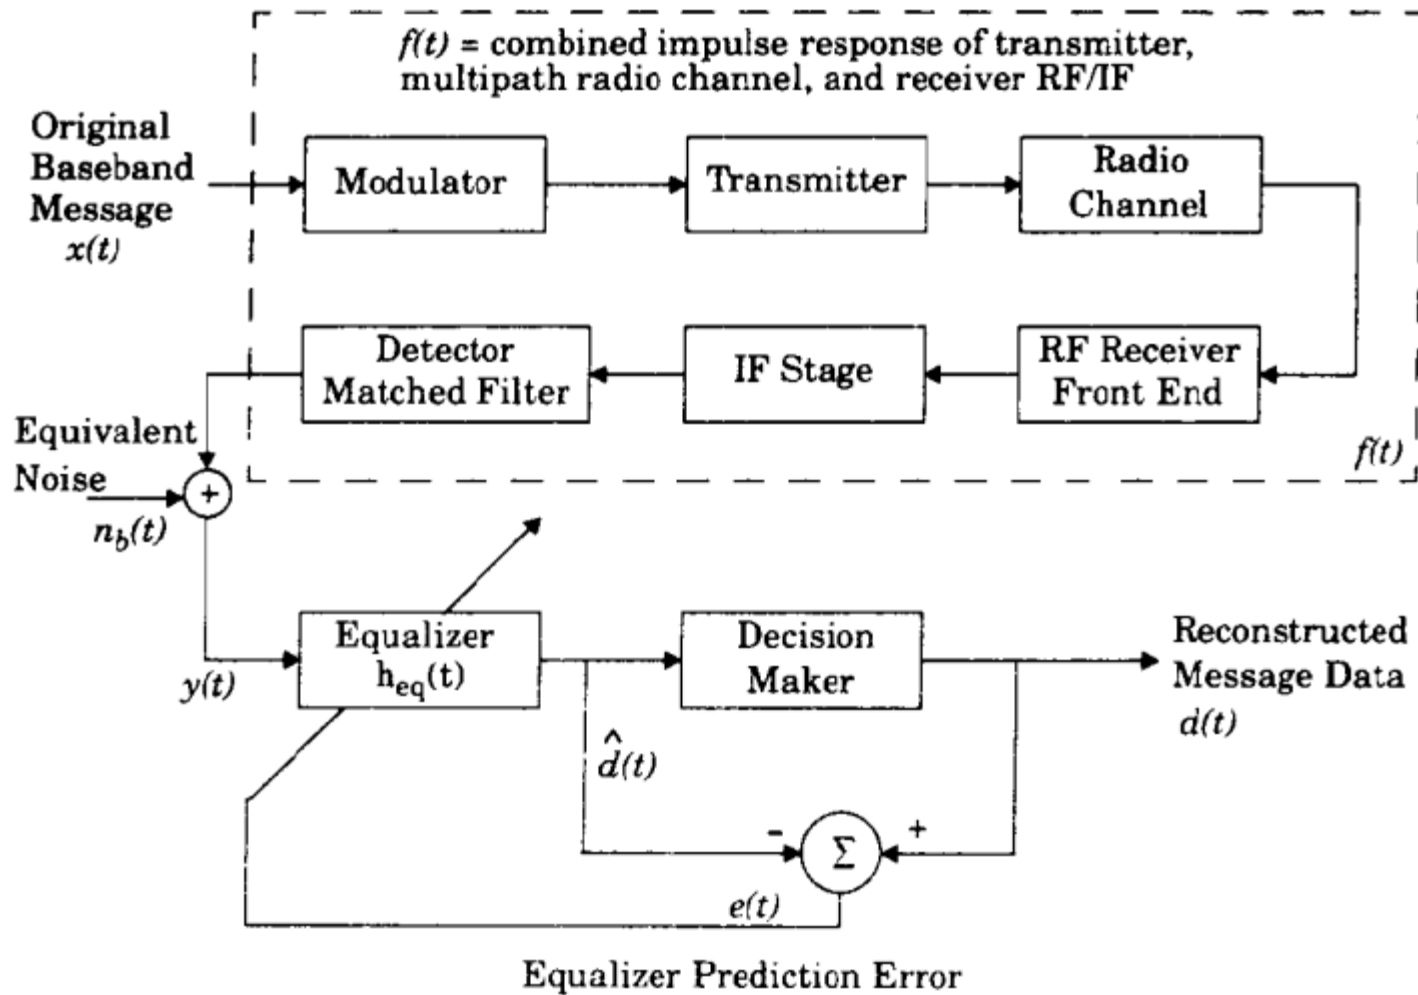 f(t) = combined impulse response of transmitter,
multipath radio channel, and receiver RF/IF
Original
Baseband
Message
x(t)
Modulator
Transmitter
Radio
Channel
Detector
Matched Filter
IF Stage
RF Receiver
Front End
f(t)
Equivalent
Noise
n_b(t)
+
y(t)
Equalizer
h_eq(t)
Decision
Maker
Reconstructed
Message Data
d(t)
d̂(t)
-
Σ
+
e(t)
Equalizer Prediction Error